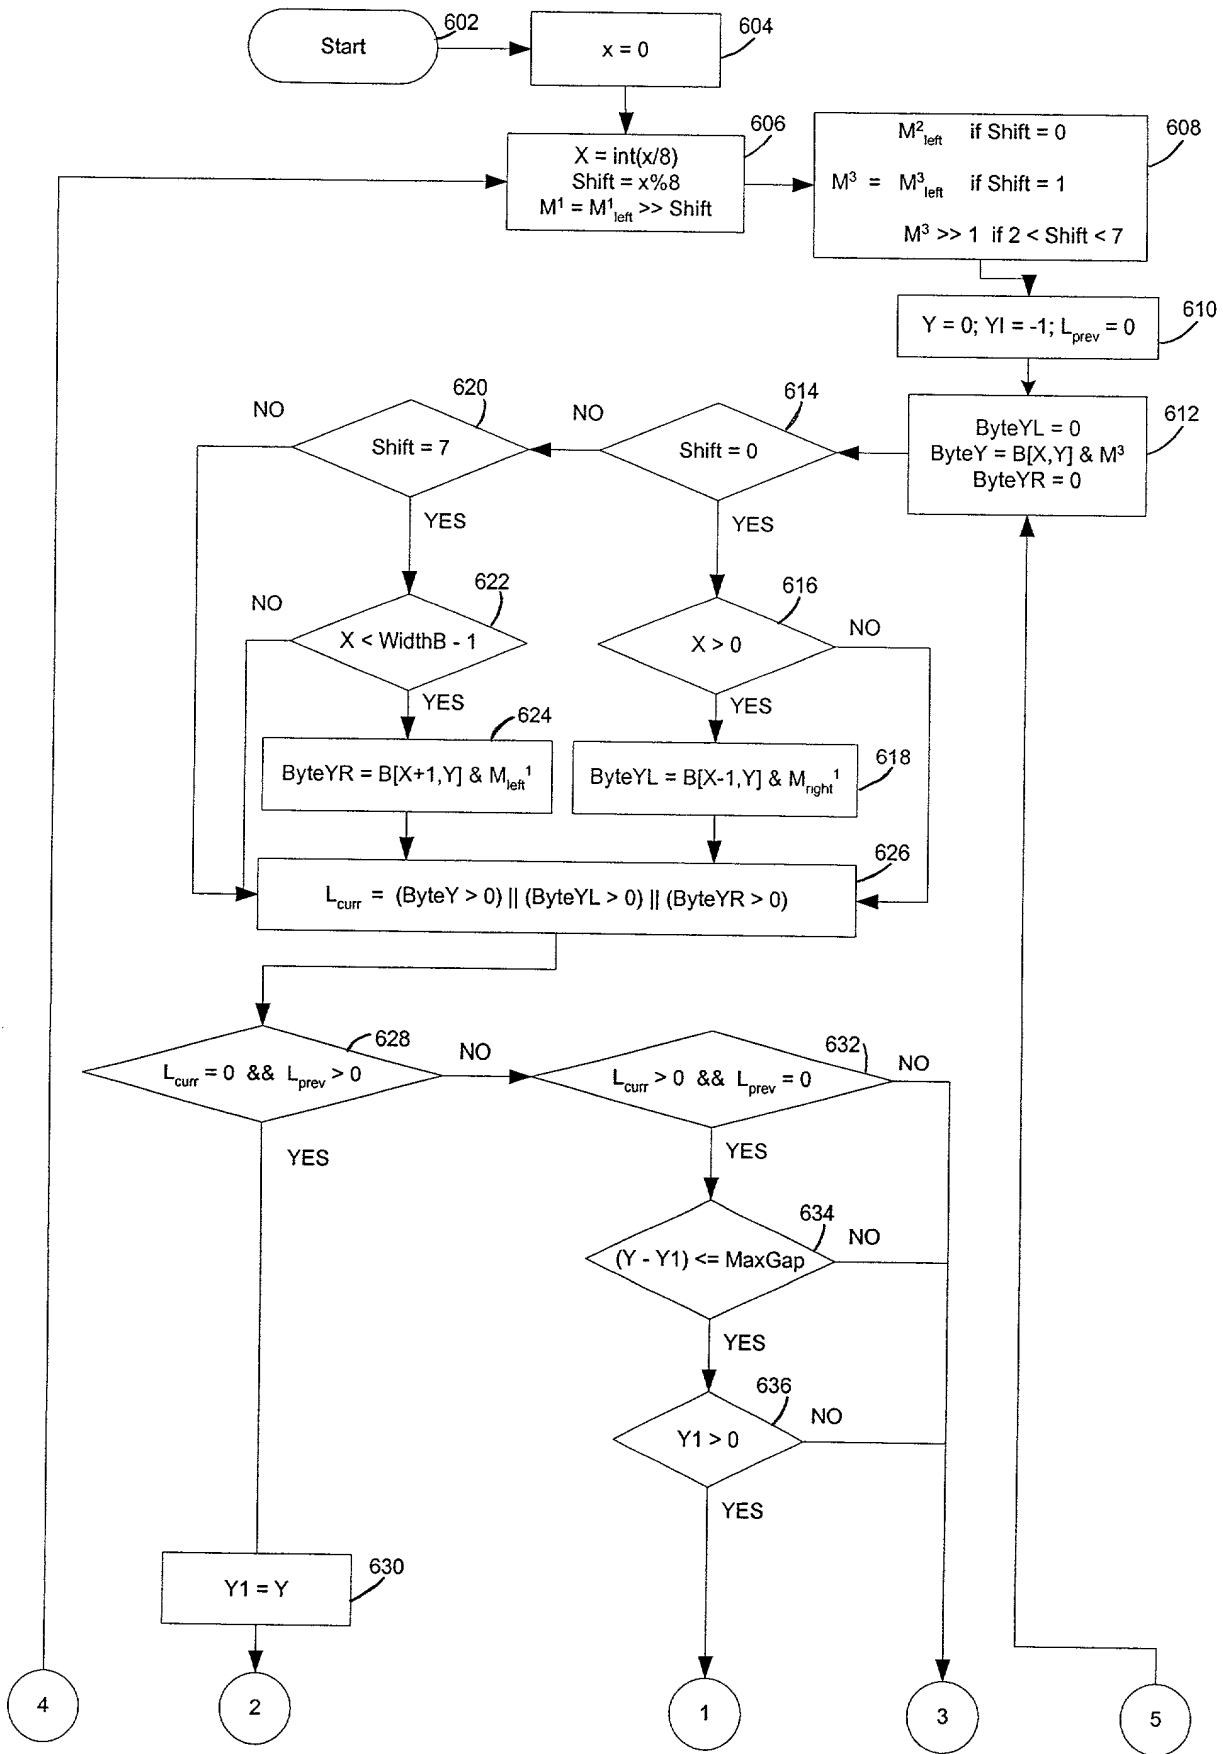 602
Start
604
x = 0
606
X = int(x/8)
Shift = x%8
M¹ = M¹left >> Shift
608
M²left if Shift = 0
M³ = M³left if Shift = 1
M³ >> 1 if 2 < Shift < 7
610
Y = 0; YI = -1; Lprev = 0
612
ByteYL = 0
ByteY = B[X,Y] & M³
ByteYR = 0
614
Shift = 0
NO
YES
620
Shift = 7
NO
YES
616
X > 0
NO
YES
622
X < WidthB - 1
NO
YES
624
ByteYR = B[X+1,Y] & Mleft¹
618
ByteYL = B[X-1,Y] & Mright¹
626
Lcurr = (ByteY > 0) || (ByteYL > 0) || (ByteYR > 0)
628
Lcurr = 0 && Lprev > 0
NO
YES
632
Lcurr > 0 && Lprev = 0
NO
YES
634
(Y - Y1) <= MaxGap
NO
YES
636
Y1 > 0
NO
YES
630
Y1 = Y
4
2
1
3
5